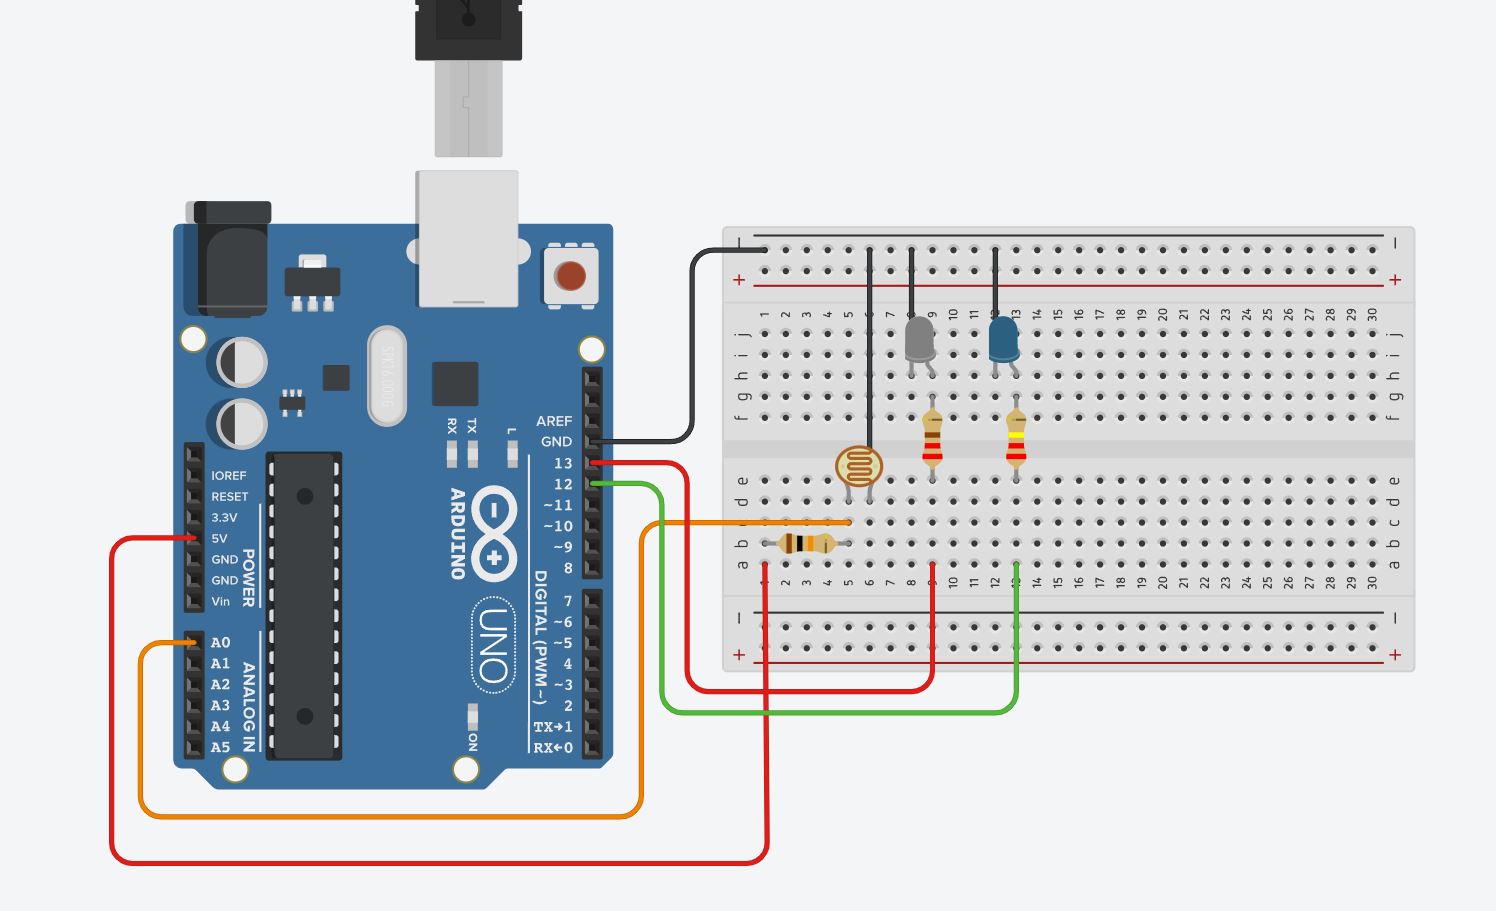 SPK16.000G
RX
TX
L
AREF
GND
13
12
~11
~10
~9
8
7
~6
~5
4
~3
2
TX→1
RX←0
DIGITAL (PWM~)
ARDUINO
UNO
ON
IOREF
RESET
3.3V
5V
GND
GND
Vin
POWER
A0
A1
A2
A3
A4
A5
ANALOG IN
−
+
+
1 2 3 4 5 7 9 10 11 13 14 15 16 17 18 19 20 21 22 23 24 25 26 27 28 29 30
j j
i i
h h
g g
f f
e e
d d
c
b b
a a
1 2 3 4 5 6 7 8 9 10 11 12 13 14 15 16 17 18 19 20 21 22 23 24 25 26 27 28 29 30
− −
+ +